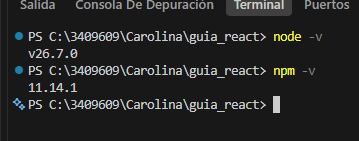 Salida Consola De Depuración Terminal Puertos
PS C:\3409609\Carolina\guia_react> node -v
v26.7.0
PS C:\3409609\Carolina\guia_react> npm -v
11.14.1
PS C:\3409609\Carolina\guia_react>